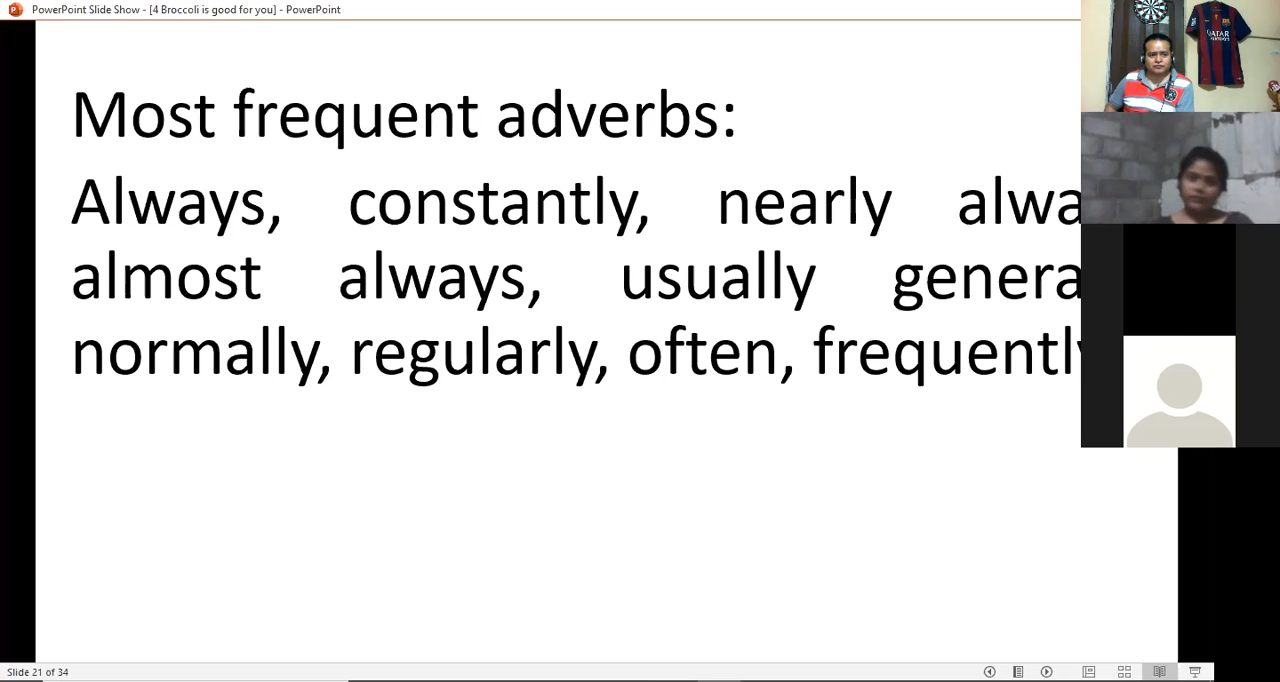 PowerPoint Slide Show - [4 Broccoli is good for you] - PowerPoint
QATAR
Most frequent adverbs:
Always, constantly, nearly
almost always, usually
normally, regularly, often,
Slide 21 of 34